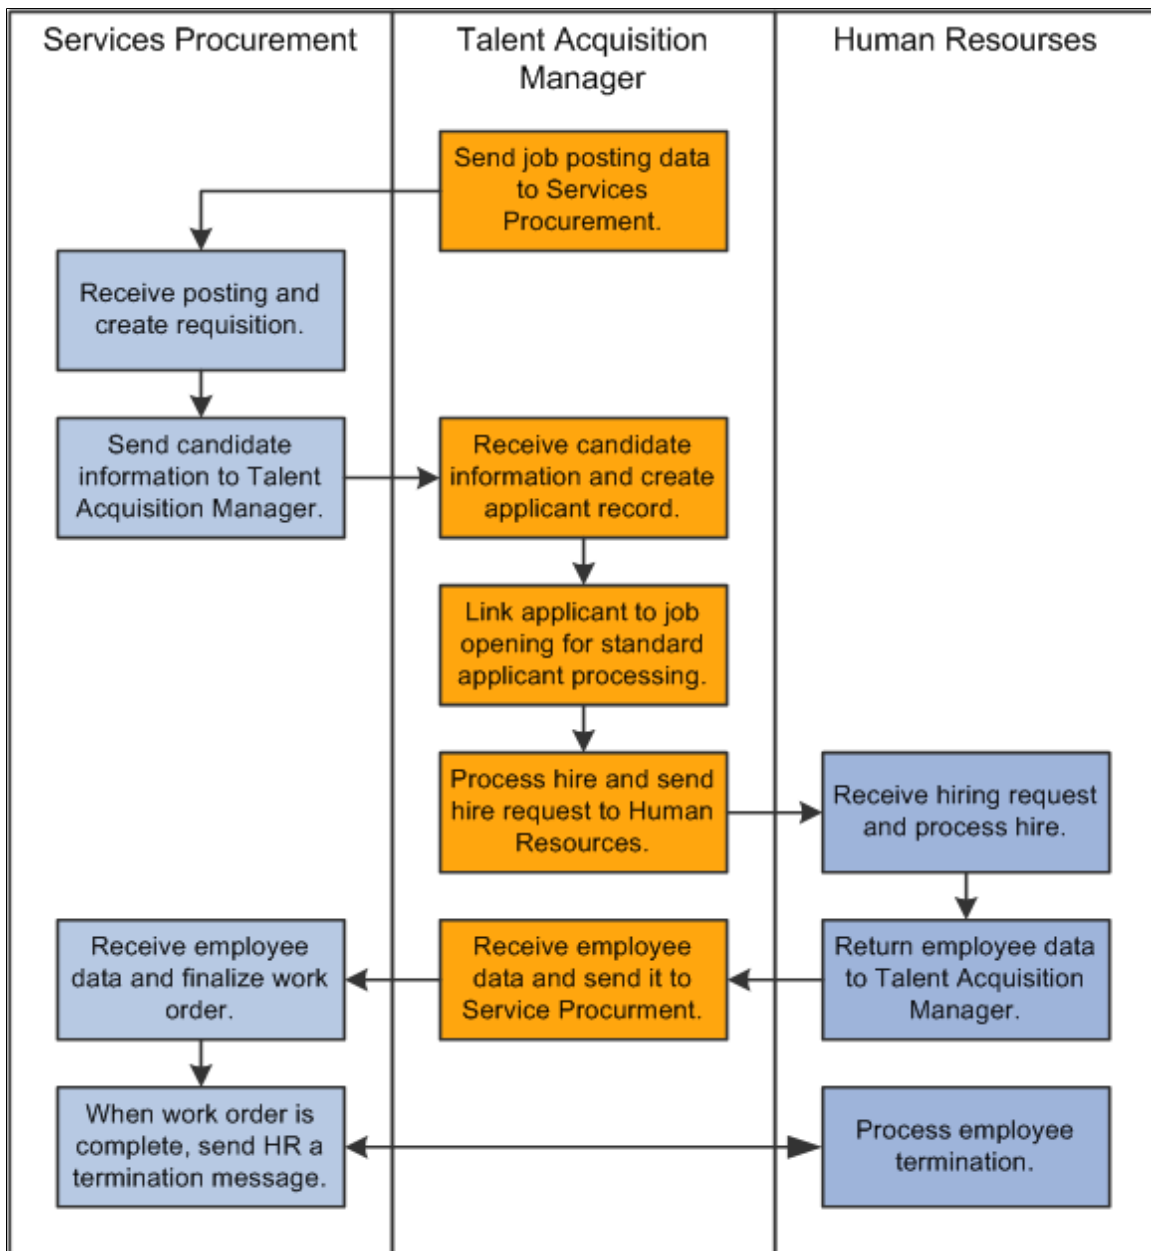 Services Procurement
Talent Acquisition
Manager
Human Resourses
Send job posting data
to Services
Procurement.
Receive posting and
create requisition.
Send candidate
information to Talent
Acquisition Manager.
Receive candidate
information and create
applicant record.
Link applicant to job
opening for standard
applicant processing.
Process hire and send
hire request to Human
Resources.
Receive hiring request
and process hire.
Receive employee
data and finalize work
order.
Receive employee
data and send it to
Service Procurment.
Return employee data
to Talent Acquisition
Manager.
When work order is
complete, send HR a
termination message.
Process employee
termination.